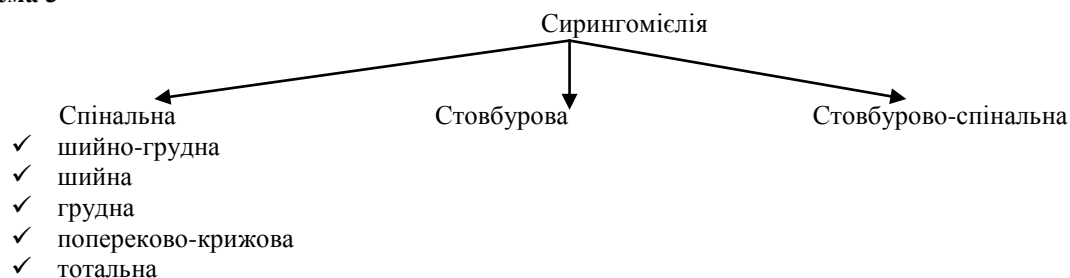 Сирингомієлія
Спінальна Стовбурова Стовбурово-спінальна
✓ шийно-грудна
✓ шийна
✓ грудна
✓ попереково-крижова
✓ тотальна